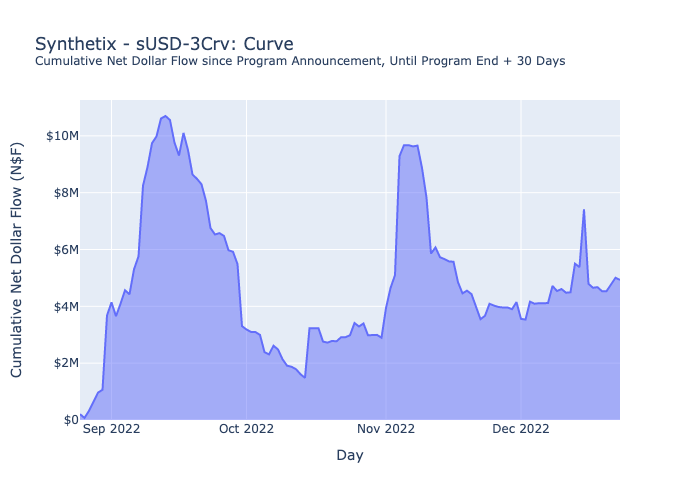 Synthetix - sUSD-3Crv: Curve
Cumulative Net Dollar Flow since Program Announcement, Until Program End + 30 Days
Cumulative Net Dollar Flow (N$F)
$10M
$8M
$6M
$4M
$2M
$0
Sep 2022
Oct 2022
Nov 2022
Dec 2022
Day